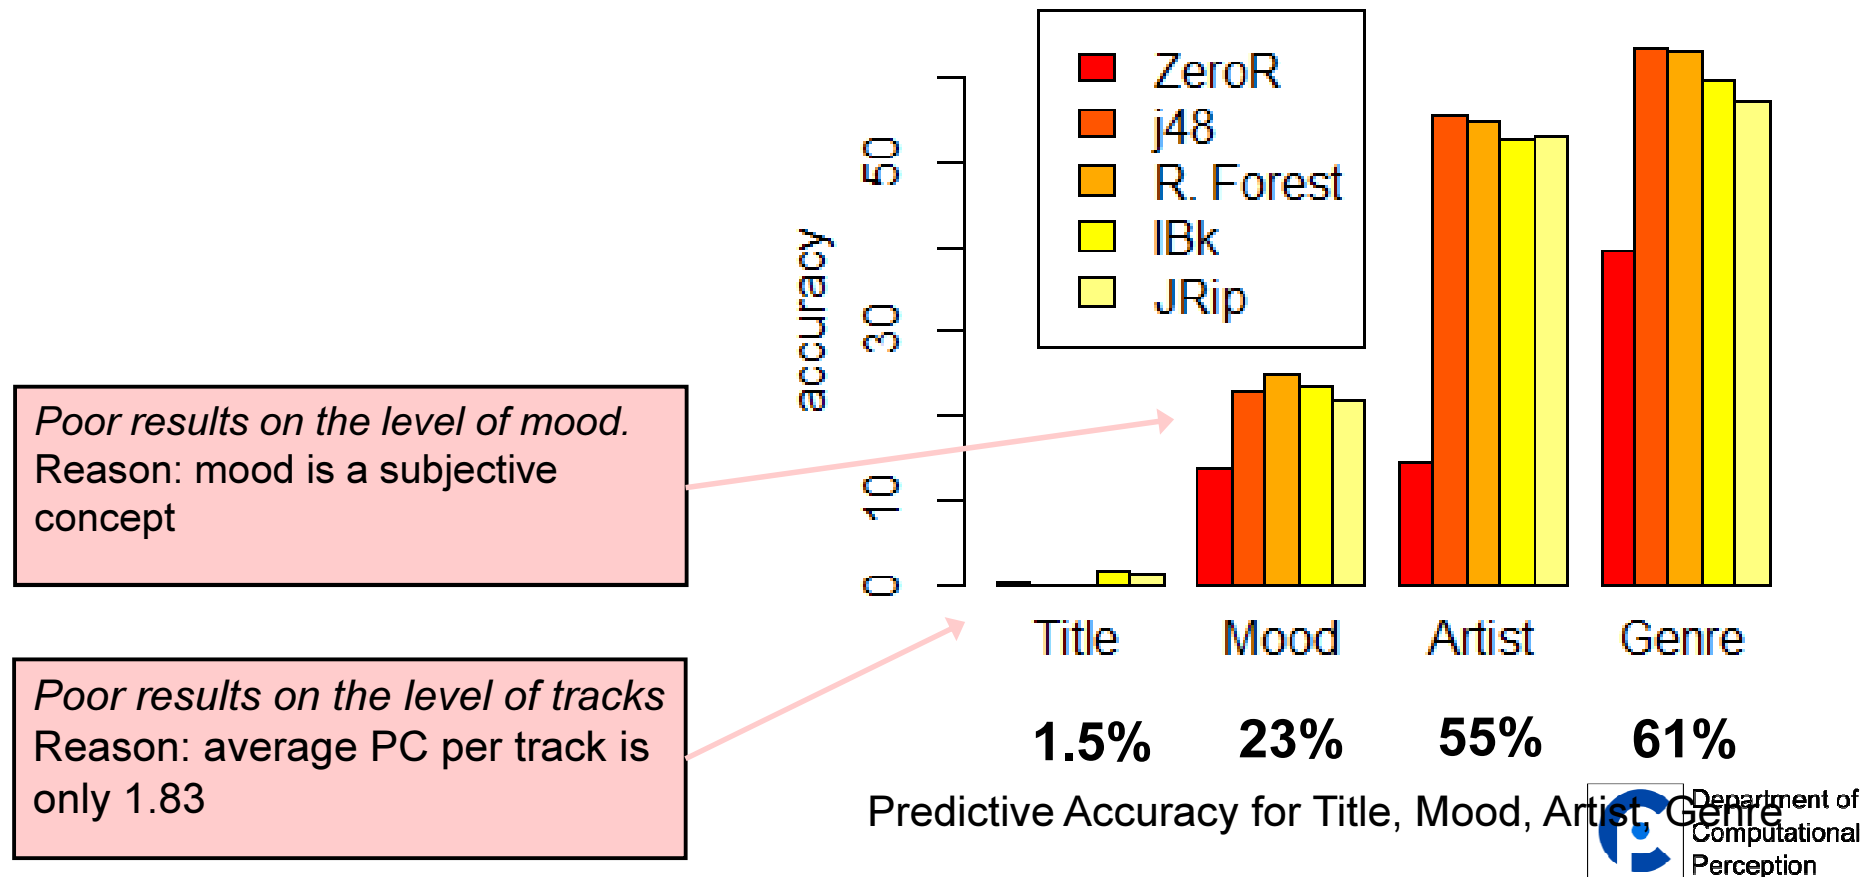 ZeroR
j48
R. Forest
IBk
JRip
accuracy
50
30
10
0
Poor results on the level of mood.
Reason: mood is a subjective
concept
Title Mood Artist Genre
Poor results on the level of tracks
Reason: average PC per track is
only 1.83
1.5% 23% 55% 61%
Predictive Accuracy for Title, Mood, Artist, Genre
Department of
Computational
Perception